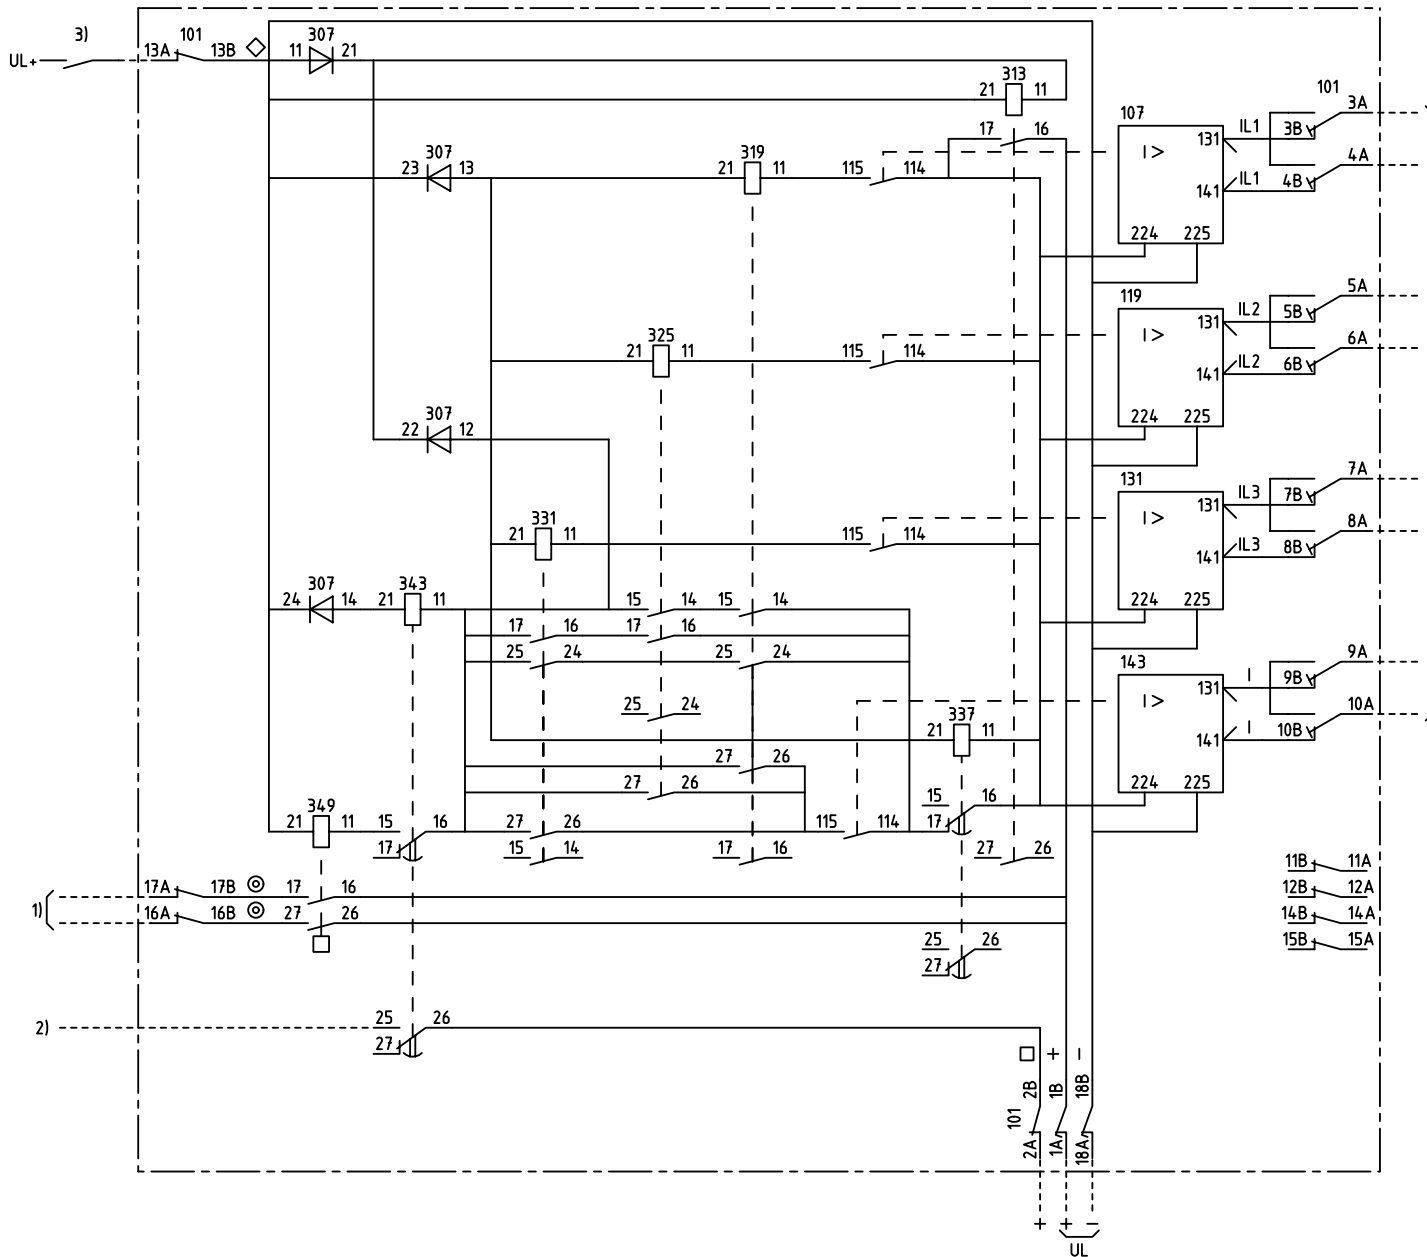 3) 101 307
UL+ 13A 13B 11 21
313
21 11 101
3A
107
17 16 131 IL1 3B
307 319 I>
23 13 21 11 115 114 4A
141 IL1 4B
224 225
5A
119
325 131 IL2 5B
21 11 115 114 I> 6A
141 IL2 6B
307
22 12 224 225
7A
131
331 131 IL3 7B
21 11 115 114 I> 8A
141 IL3 8B
307 343
24 14 21 11 15 14 15 14 224 225
17 16 17 16
25 24 25 24 9A
143
131 I 9B
25 24 337 I> 10A
21 11 141 I 10B
27 26
27 26 224 225
349 15 16
21 11 15 16 27 26 115 114 17
17 15 14 17 16 27 26
11B 11A
17A 17B 17 16 12B 12A
1) 16A 16B 27 26 14B 14A
25 26 15B 15A
27
2) 25 26
27
+ −
2B 1B 18B
101
2A 1A 18A
+ + −
UL